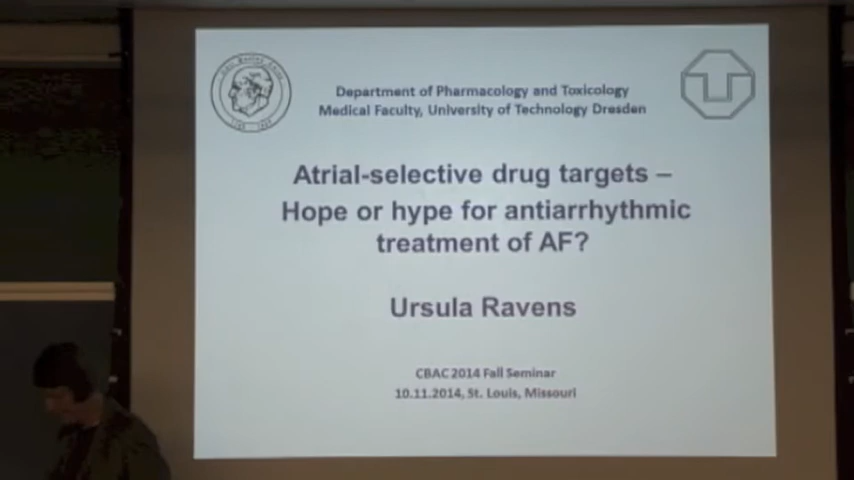 Department of Pharmacology and Toxicology
Medical Faculty, University of Technology Dresden
Atrial-selective drug targets –
Hope or hype for antiarrhythmic
treatment of AF?
Ursula Ravens
CBAC 2014 Fall Seminar
10.11.2014, St. Louis, Missouri